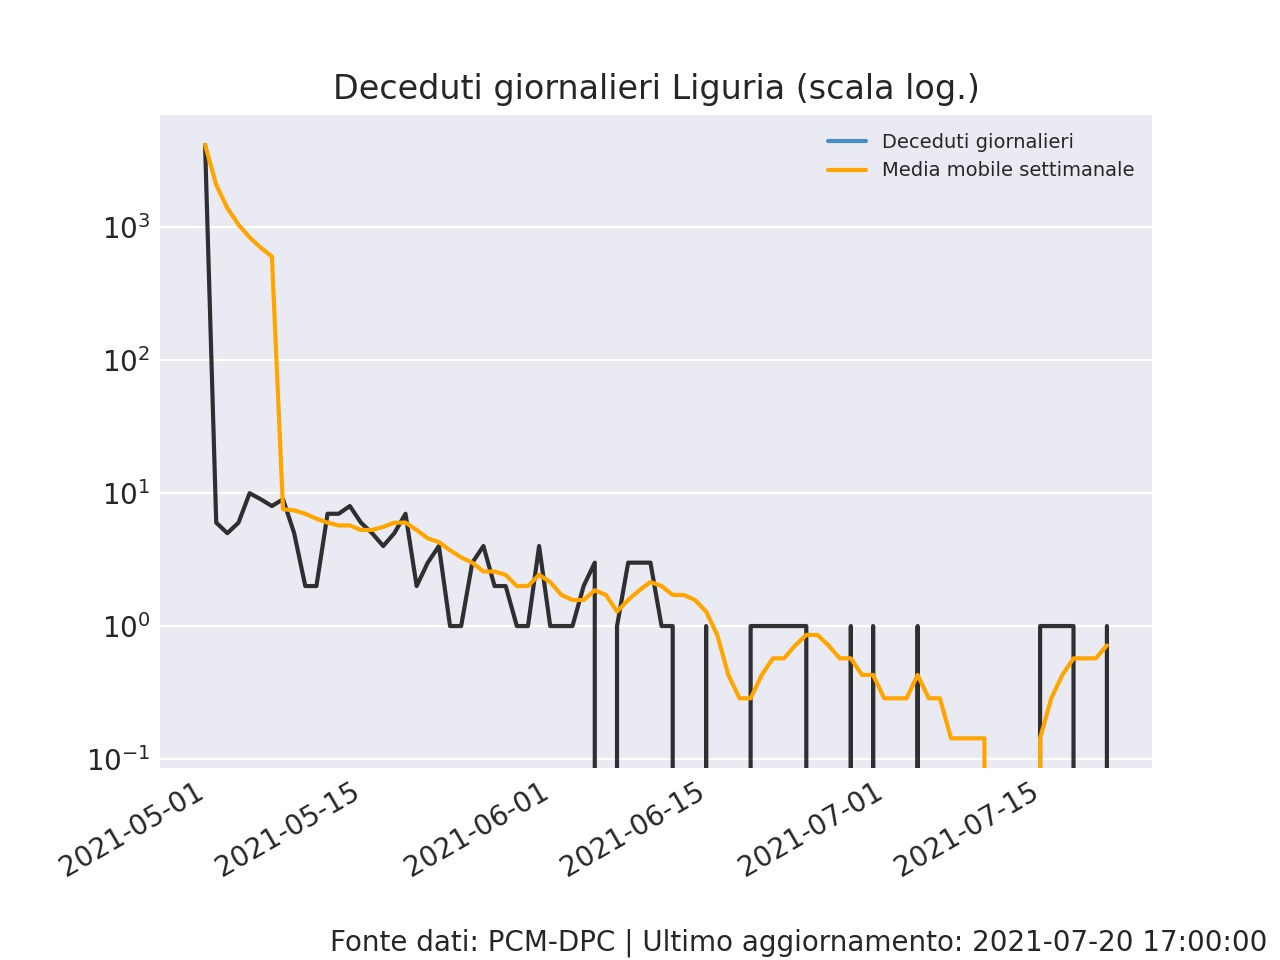 Deceduti giornalieri Liguria (scala log.)
Deceduti giornalieri
Media mobile settimanale
10³
10²
10¹
10⁰
10⁻¹
2021-05-01
2021-05-15
2021-06-01
2021-06-15
2021-07-01
2021-07-15
Fonte dati: PCM-DPC | Ultimo aggiornamento: 2021-07-20 17:00:00